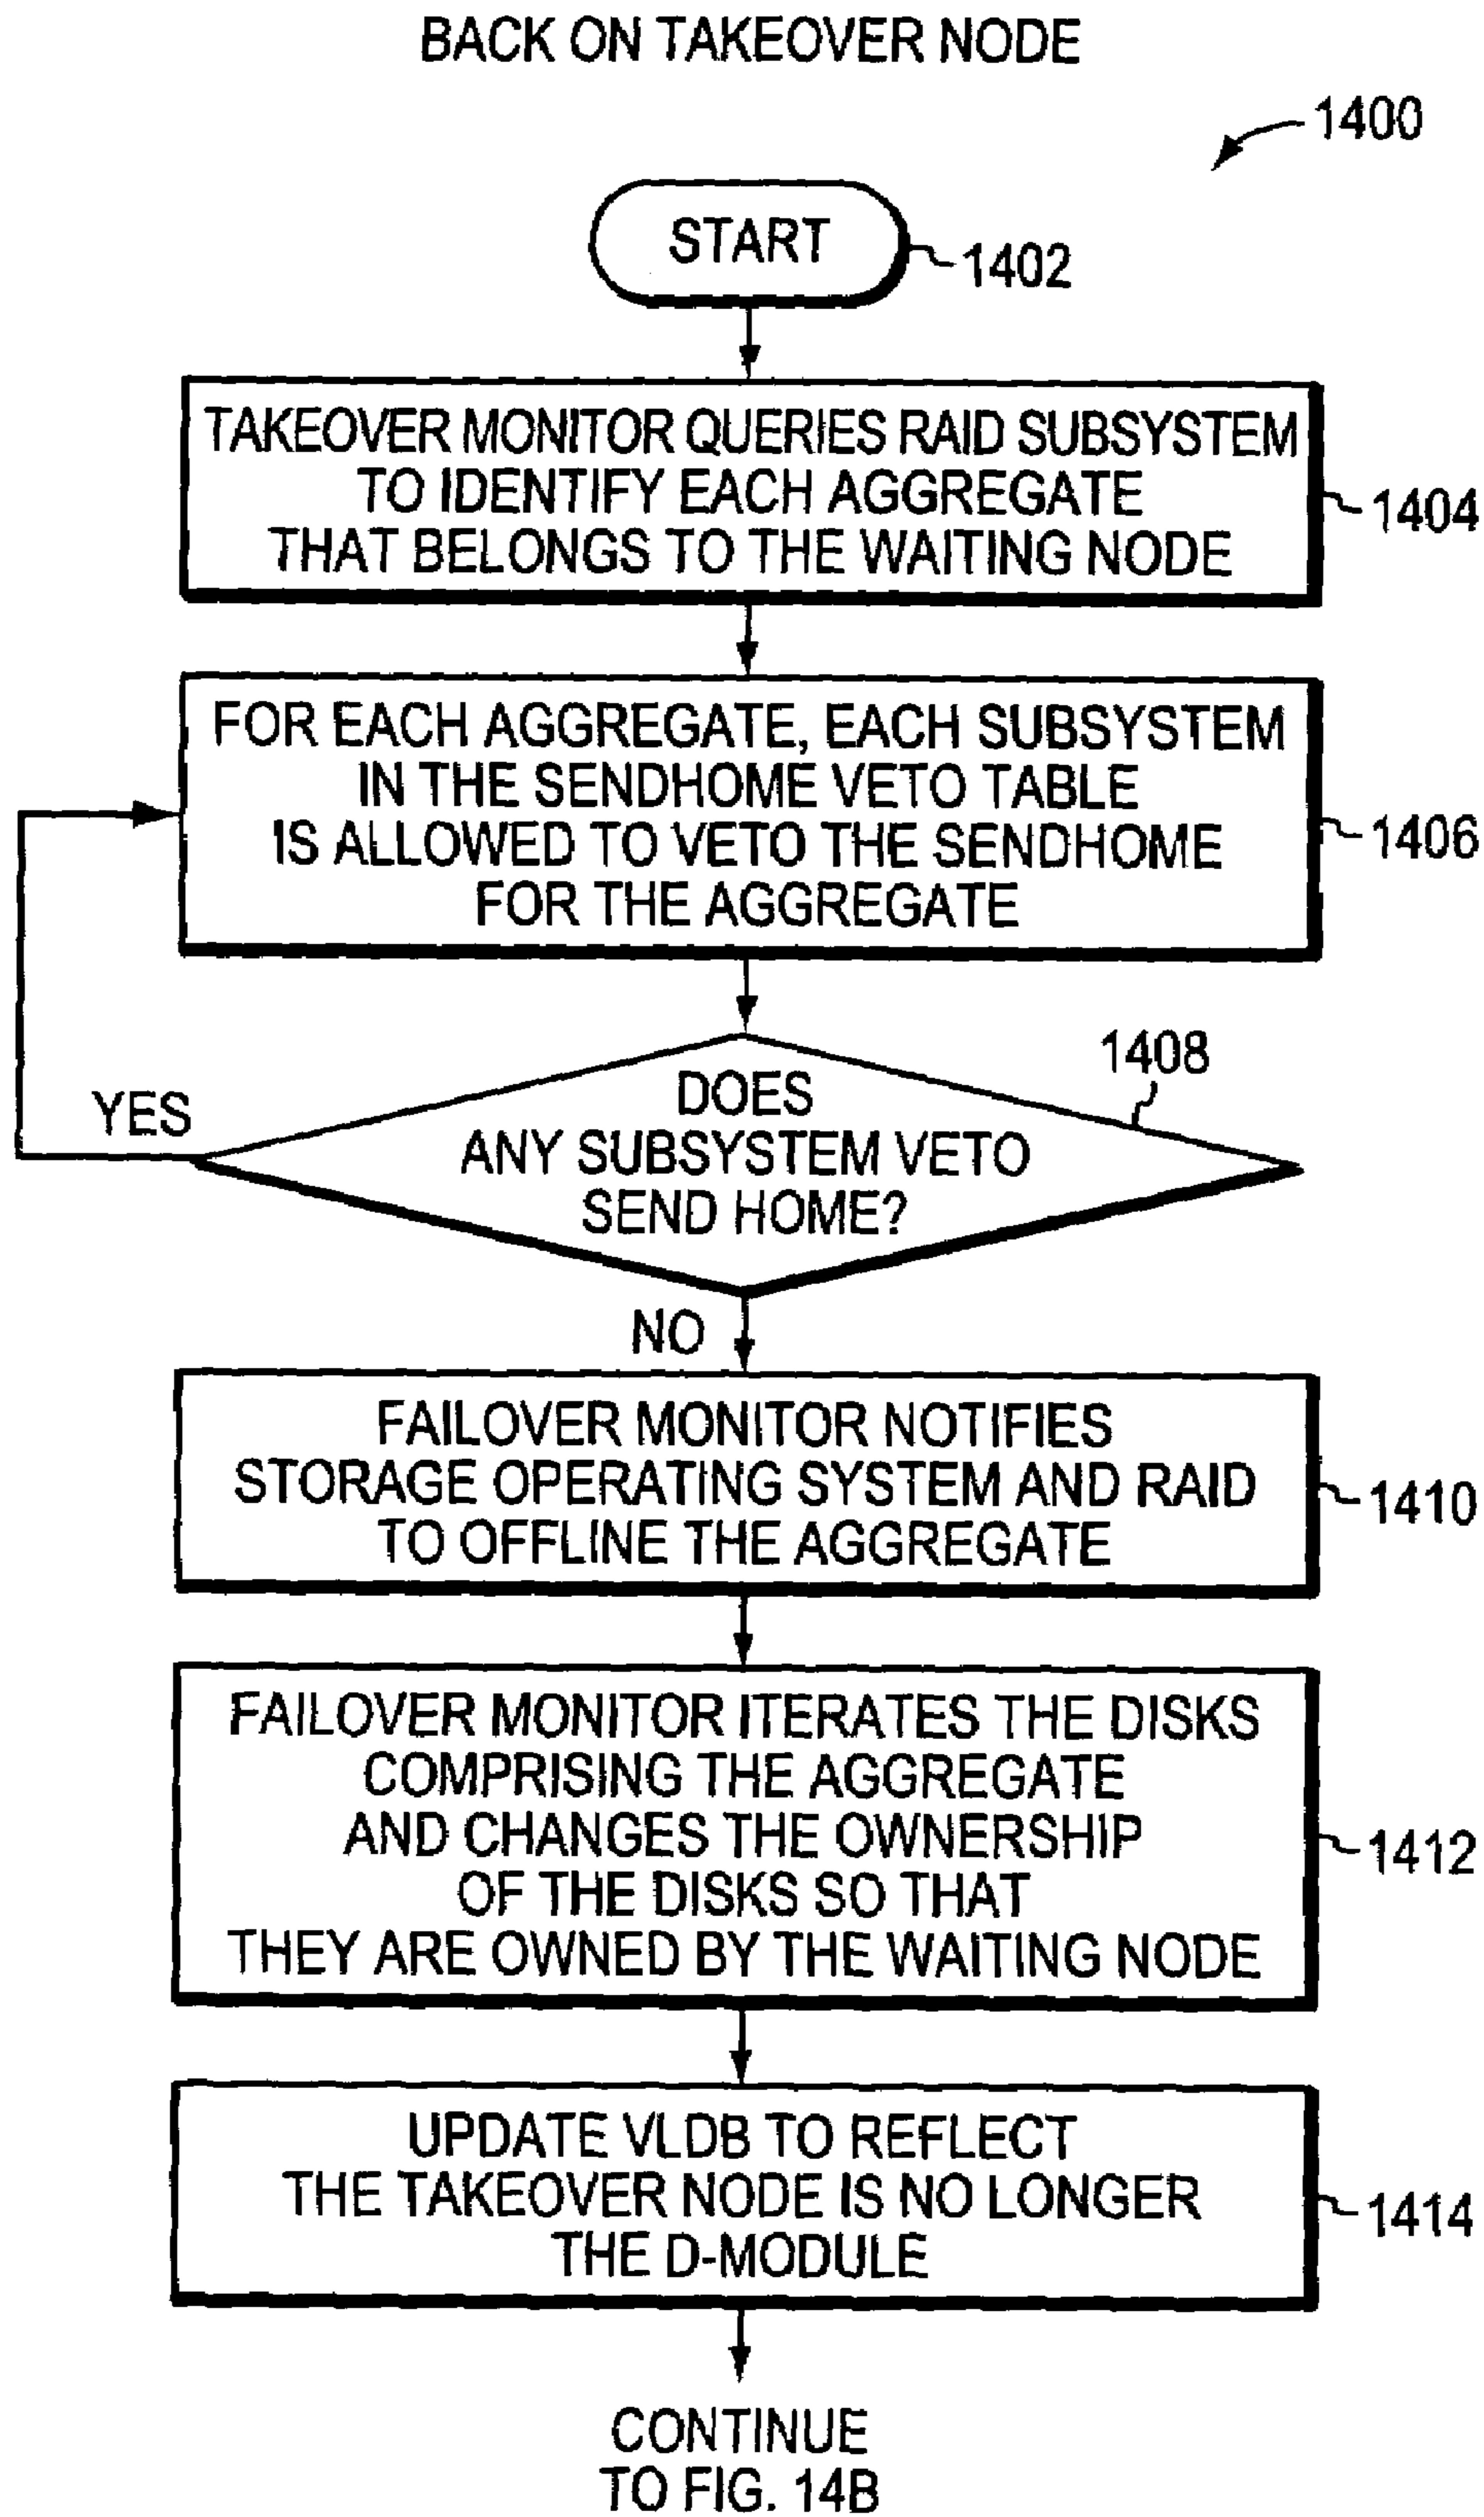 BACK ON TAKEOVER NODE
1400
START
1402
TAKEOVER MONITOR QUERIES RAID SUBSYSTEM
TO IDENTIFY EACH AGGREGATE
THAT BELONGS TO THE WAITING NODE
1404
FOR EACH AGGREGATE, EACH SUBSYSTEM
IN THE SENDHOME VETO TABLE
IS ALLOWED TO VETO THE SENDHOME
FOR THE AGGREGATE
1406
1408
YES
DOES
ANY SUBSYSTEM VETO
SEND HOME?
NO
FAILOVER MONITOR NOTIFIES
STORAGE OPERATING SYSTEM AND RAID
TO OFFLINE THE AGGREGATE
1410
FAILOVER MONITOR ITERATES THE DISKS
COMPRISING THE AGGREGATE
AND CHANGES THE OWNERSHIP
OF THE DISKS SO THAT
THEY ARE OWNED BY THE WAITING NODE
1412
UPDATE VLDB TO REFLECT
THE TAKEOVER NODE IS NO LONGER
THE D-MODULE
1414
CONTINUE
TO FIG. 14B